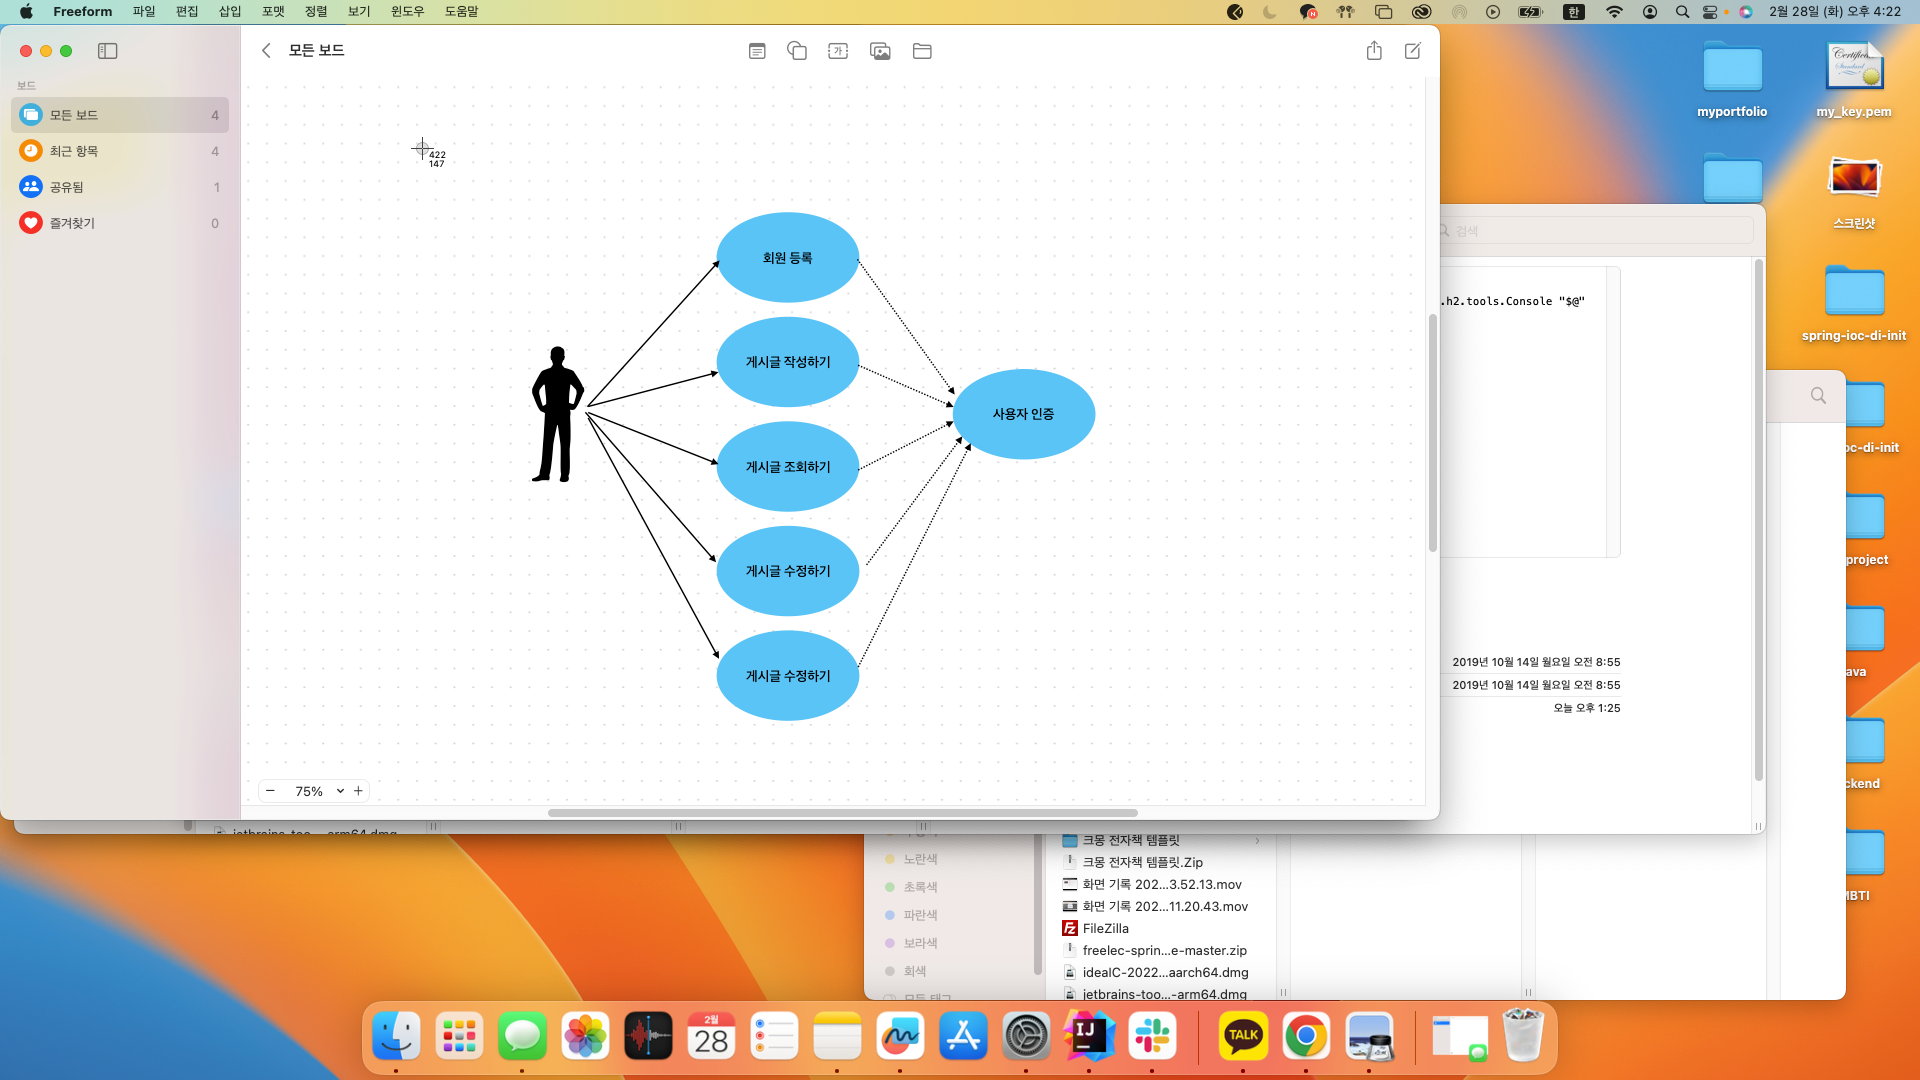 Freeform 파일 편집 삽입 포맷 정렬 보기 윈도우 도움말
한 2월 28일 (화) 오후 4:22
모든 보드
보드
모든 보드 4
최근 항목 4
공유됨 1
즐겨찾기 0
가
422
147
회원 등록
게시글 작성하기
게시글 조회하기
게시글 수정하기
게시글 수정하기
사용자 인증
75%
검색
.h2.tools.Console "$@"
2019년 10월 14일 월요일 오전 8:55
2019년 10월 14일 월요일 오전 8:55
오늘 오후 1:25
myportfolio
my_key.pem
스크린샷
spring-ioc-di-init
oc-di-init
project
ava
ckend
MBTI
jetbrains-too...-arm64.dmg
노란색
초록색
파란색
보라색
회색
모든 태그
크몽 전자책 템플릿
크몽 전자책 템플릿.Zip
화면 기록 202...3.52.13.mov
화면 기록 202...11.20.43.mov
FileZilla
freelec-sprin...e-master.zip
ideaIC-2022...aarch64.dmg
jetbrains-too...-arm64.dmg
2월
28
IJ
TALK